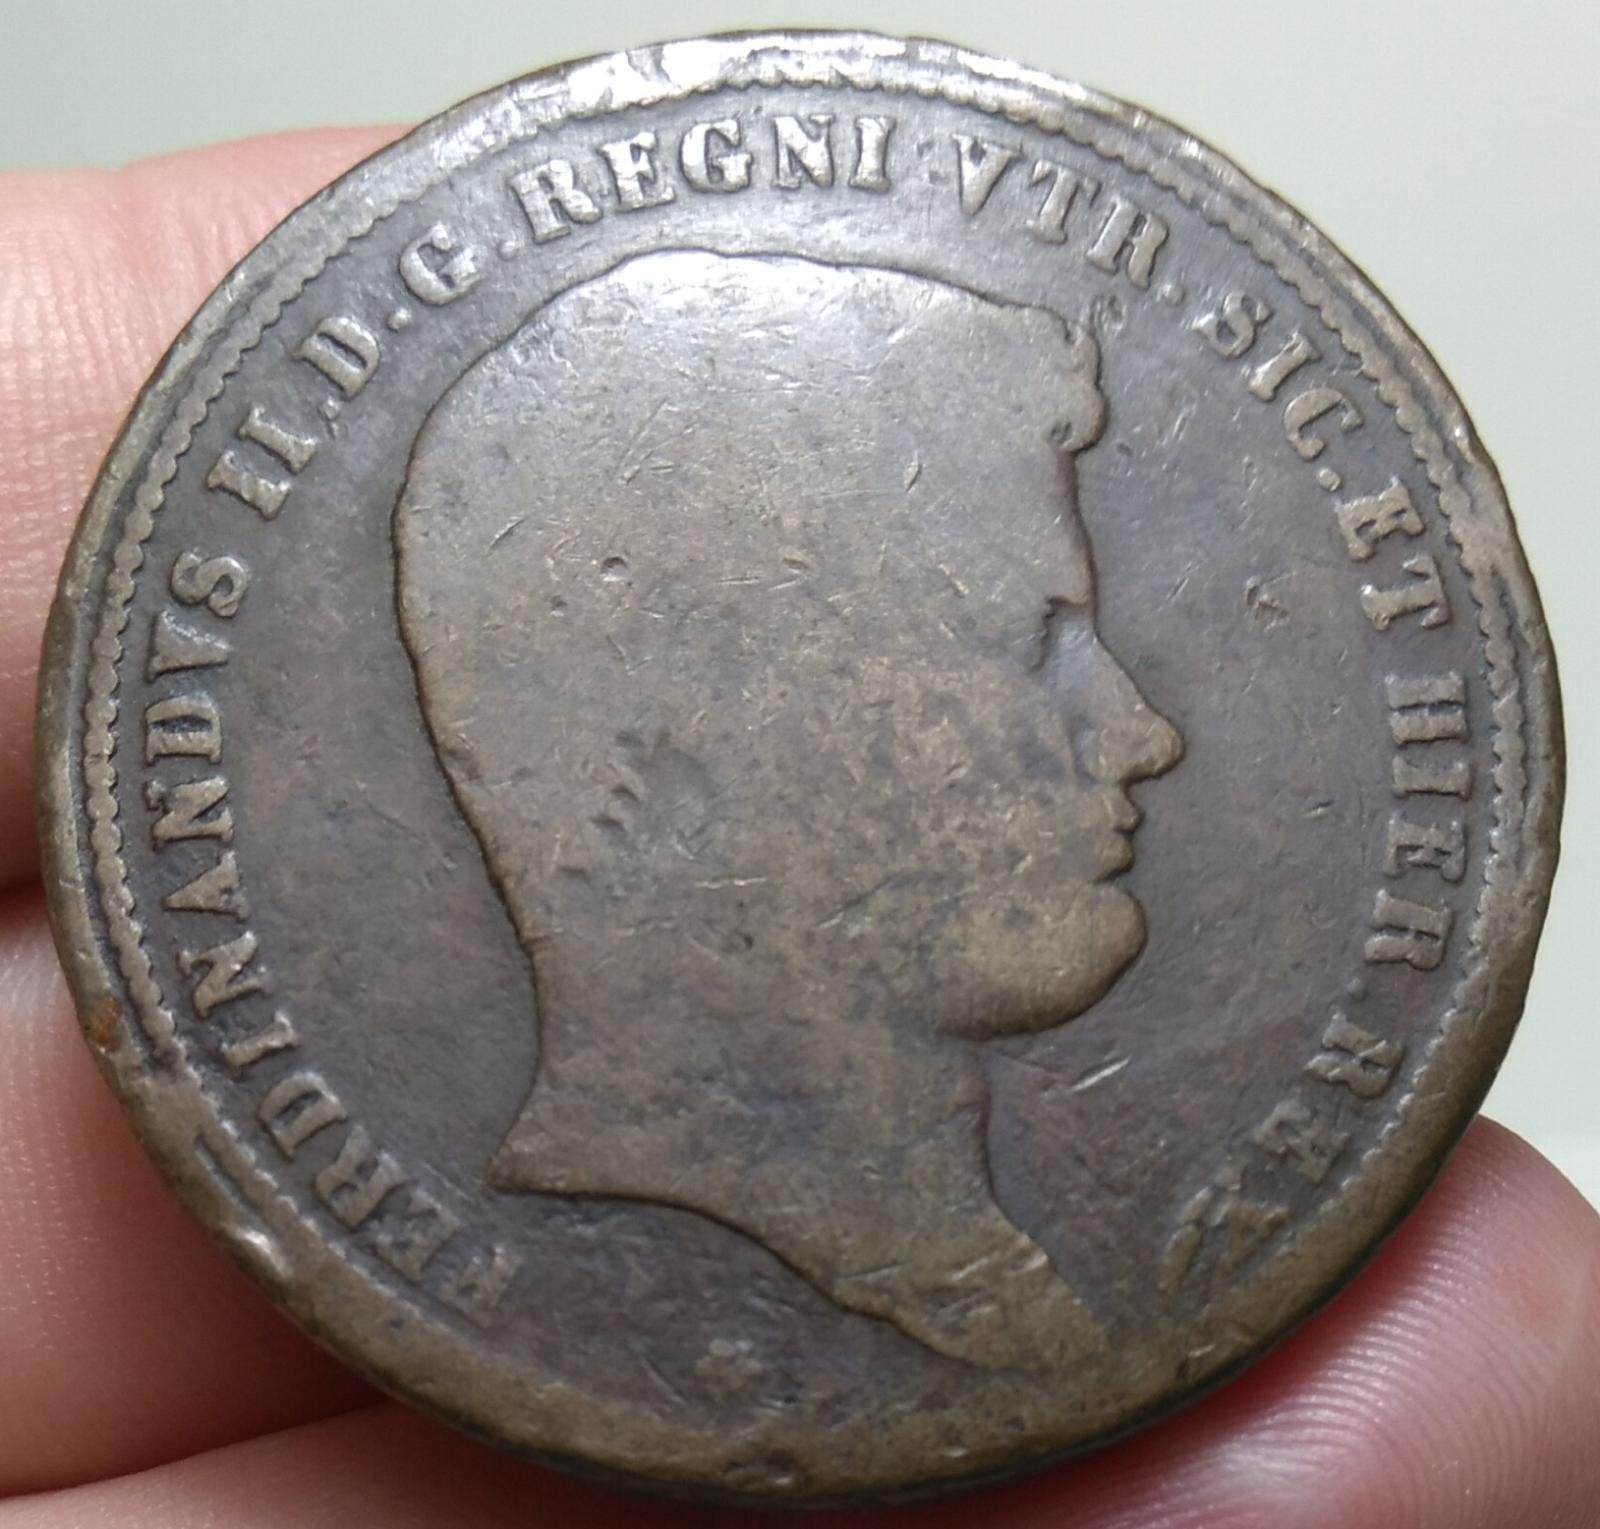 FERDINANDVS II.D.G.REGNI VTR.SIC.ET HIER.REX